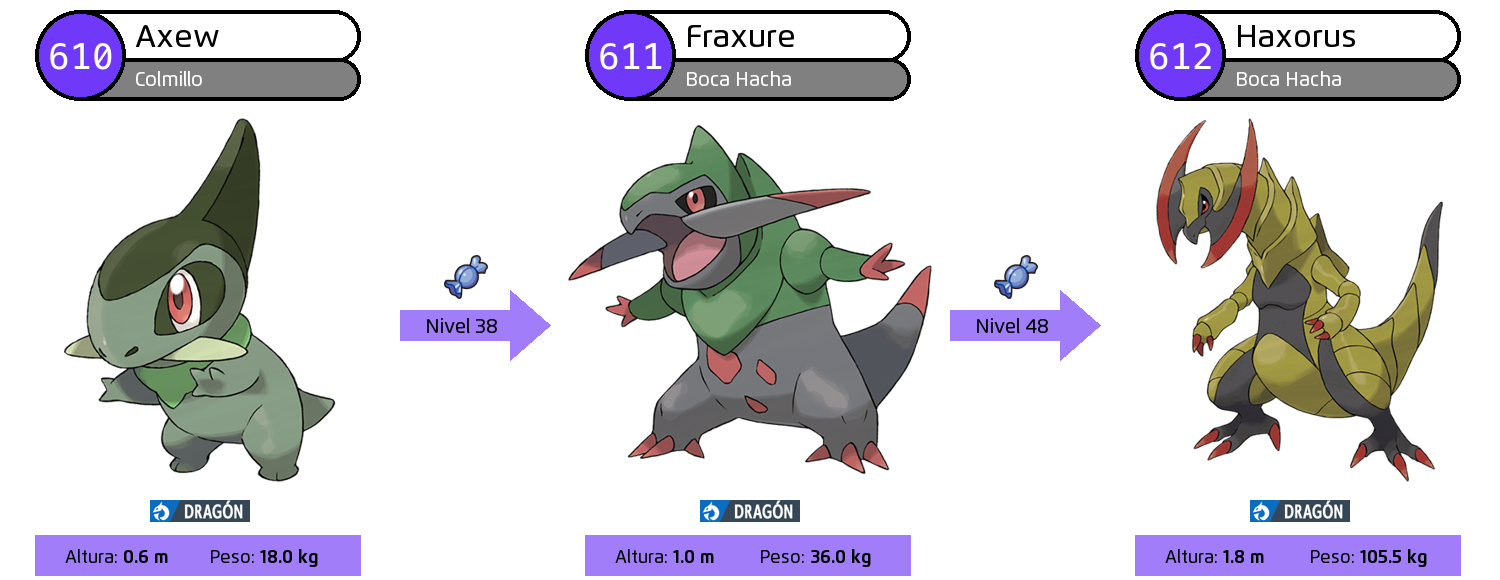 610
Axew
Colmillo
611
Fraxure
Boca Hacha
612
Haxorus
Boca Hacha
Nivel 38
Nivel 48
DRAGÓN
DRAGÓN
DRAGÓN
Altura: 0.6 m Peso: 18.0 kg
Altura: 1.0 m Peso: 36.0 kg
Altura: 1.8 m Peso: 105.5 kg